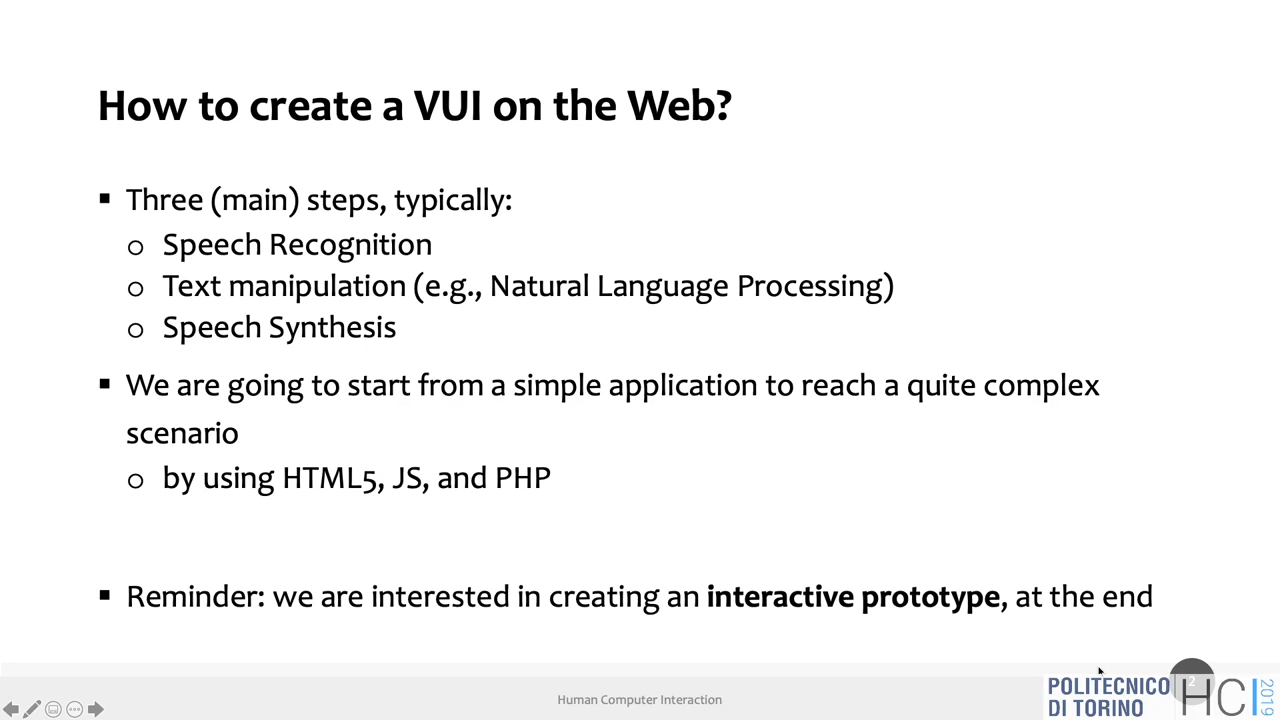 How to create a VUI on the Web?
▪ Three (main) steps, typically:
o Speech Recognition
o Text manipulation (e.g., Natural Language Processing)
o Speech Synthesis
▪ We are going to start from a simple application to reach a quite complex
scenario
o by using HTML5, JS, and PHP
▪ Reminder: we are interested in creating an interactive prototype, at the end
Human Computer Interaction
POLITECNICO
DI TORINO
2
HCI
2019